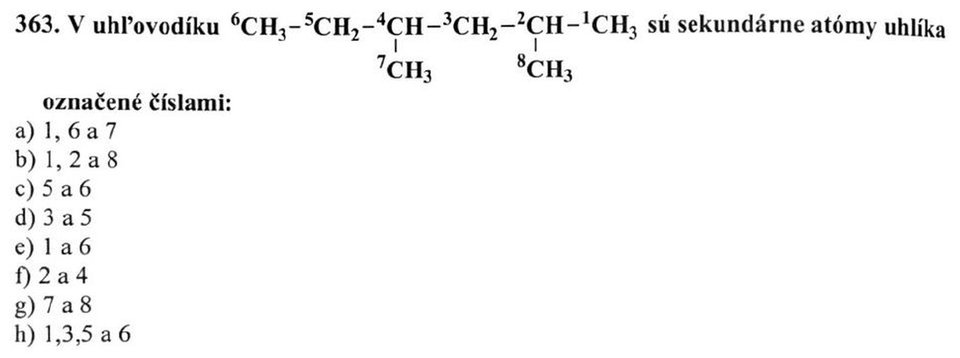 363. V uhľovodíku ⁶CH₃–⁵CH₂–⁴CH–³CH₂–²CH–¹CH₃ sú sekundárne atómy uhlíka
⁷CH₃ ⁸CH₃
označené číslami:
a) 1, 6 a 7
b) 1, 2 a 8
c) 5 a 6
d) 3 a 5
e) 1 a 6
f) 2 a 4
g) 7 a 8
h) 1,3,5 a 6